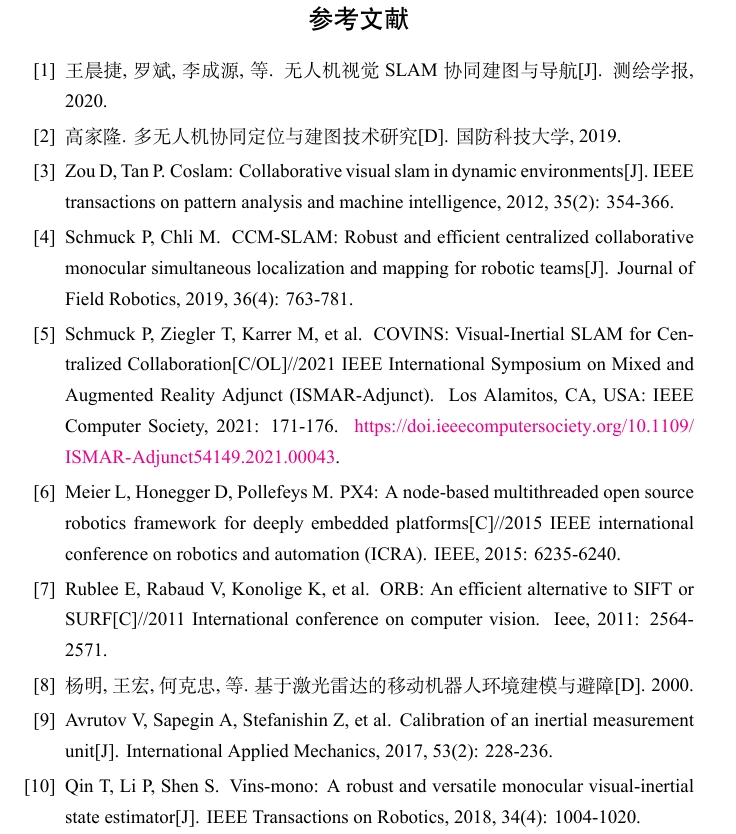 参考文献
[1] 王晨捷, 罗斌, 李成源, 等. 无人机视觉 SLAM 协同建图与导航[J]. 测绘学报,
2020.
[2] 高家隆. 多无人机协同定位与建图技术研究[D]. 国防科技大学, 2019.
[3] Zou D, Tan P. Coslam: Collaborative visual slam in dynamic environments[J]. IEEE
transactions on pattern analysis and machine intelligence, 2012, 35(2): 354-366.
[4] Schmuck P, Chli M. CCM-SLAM: Robust and efficient centralized collaborative
monocular simultaneous localization and mapping for robotic teams[J]. Journal of
Field Robotics, 2019, 36(4): 763-781.
[5] Schmuck P, Ziegler T, Karrer M, et al. COVINS: Visual-Inertial SLAM for Cen-
tralized Collaboration[C/OL]//2021 IEEE International Symposium on Mixed and
Augmented Reality Adjunct (ISMAR-Adjunct). Los Alamitos, CA, USA: IEEE
Computer Society, 2021: 171-176. https://doi.ieeecomputersociety.org/10.1109/
ISMAR-Adjunct54149.2021.00043.
[6] Meier L, Honegger D, Pollefeys M. PX4: A node-based multithreaded open source
robotics framework for deeply embedded platforms[C]//2015 IEEE international
conference on robotics and automation (ICRA). IEEE, 2015: 6235-6240.
[7] Rublee E, Rabaud V, Konolige K, et al. ORB: An efficient alternative to SIFT or
SURF[C]//2011 International conference on computer vision. Ieee, 2011: 2564-
2571.
[8] 杨明, 王宏, 何克忠, 等. 基于激光雷达的移动机器人环境建模与避障[D]. 2000.
[9] Avrutov V, Sapegin A, Stefanishin Z, et al. Calibration of an inertial measurement
unit[J]. International Applied Mechanics, 2017, 53(2): 228-236.
[10] Qin T, Li P, Shen S. Vins-mono: A robust and versatile monocular visual-inertial
state estimator[J]. IEEE Transactions on Robotics, 2018, 34(4): 1004-1020.